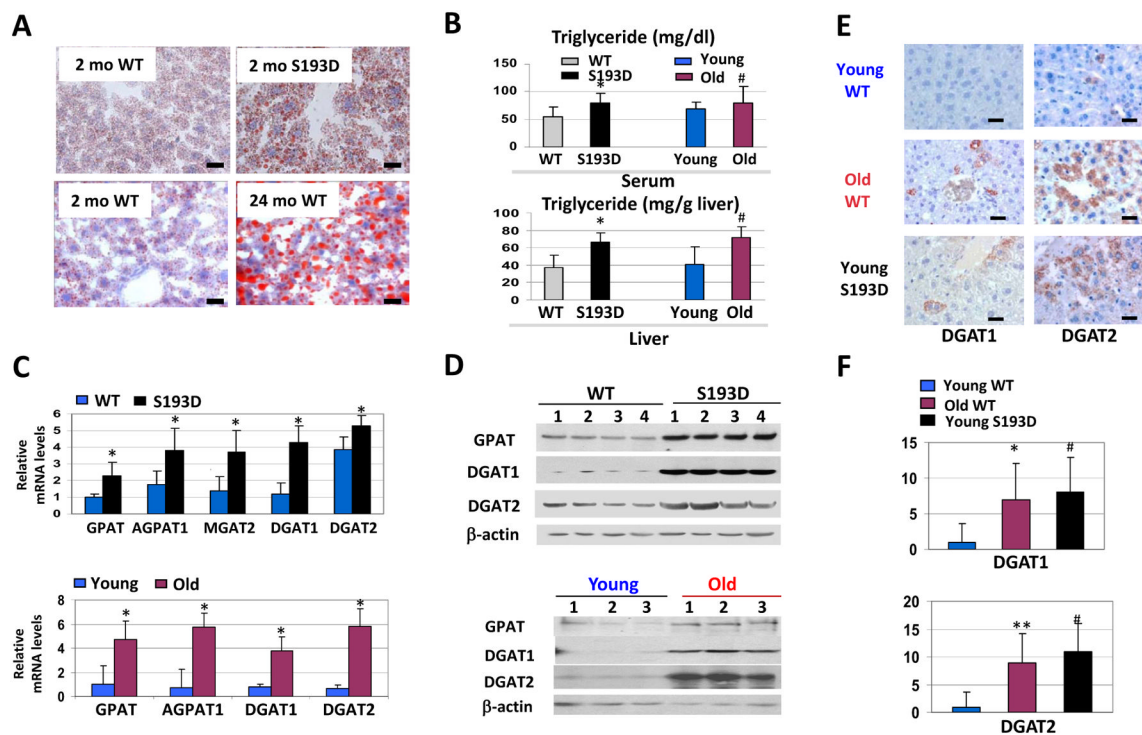 A
2 mo WT
2 mo S193D
2 mo WT
24 mo WT
B
Triglyceride (mg/dl)
WT
S193D
Young
Old
*
#
100
50
0
WT
S193D
Young
Old
Serum
Triglyceride (mg/g liver)
*
#
100
80
60
40
20
0
WT
S193D
Young
Old
Liver
C
WT
S193D
Relative
mRNA levels
6
5
4
3
2
1
0
*
*
*
*
*
GPAT
AGPAT1
MGAT2
DGAT1
DGAT2
Young
Old
Relative
mRNA levels
8
6
4
2
0
*
*
*
*
GPAT
AGPAT1
DGAT1
DGAT2
D
WT
S193D
1 2 3 4
1 2 3 4
GPAT
DGAT1
DGAT2
β-actin
Young
Old
1 2 3
1 2 3
GPAT
DGAT1
DGAT2
β-actin
E
Young
WT
Old
WT
Young
S193D
DGAT1
DGAT2
F
Young WT
Old WT
Young S193D
15
10
5
0
*
#
DGAT1
20
15
10
5
0
**
#
DGAT2